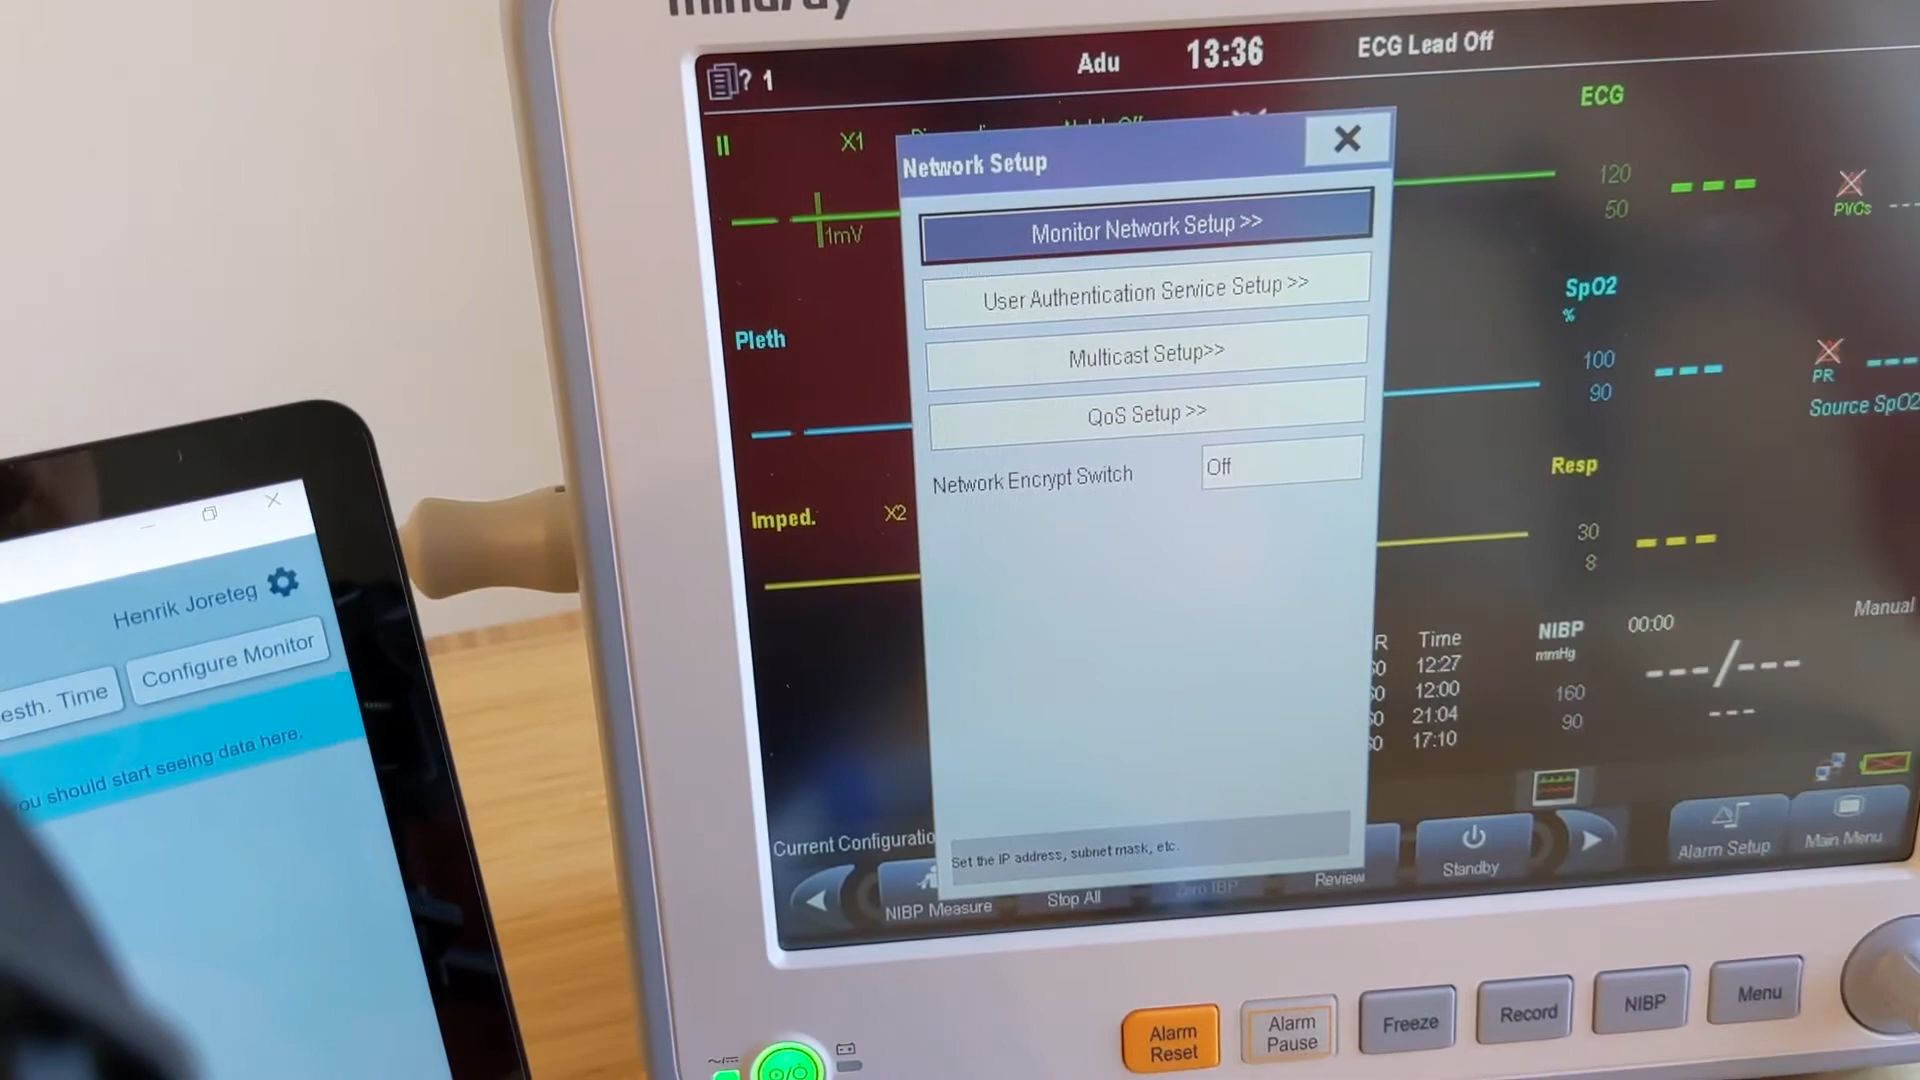 mindray
? 1
Adu
13:36
ECG Lead Off
II
X1
1mV
ECG
120
50
PVCs
---
Network Setup
Monitor Network Setup >>
User Authentication Service Setup >>
Multicast Setup>>
QoS Setup >>
Network Encrypt Switch
Off
Set the IP address, subnet mask, etc.
Pleth
SpO2
%
100
90
---
PR
---
Source SpO2
Imped.
X2
Resp
30
8
---
R Time
12:27
12:00
21:04
17:10
NIBP
mmHg
00:00
Manual
160
90
---/---
---
Current Configuratio
NIBP Measure
Stop All
Zero IBP
Review
Standby
Alarm Setup
Main Menu
Alarm
Reset
Alarm
Pause
Freeze
Record
NIBP
Menu
Henrik Joreteg
esth. Time
Configure Monitor
ou should start seeing data here.